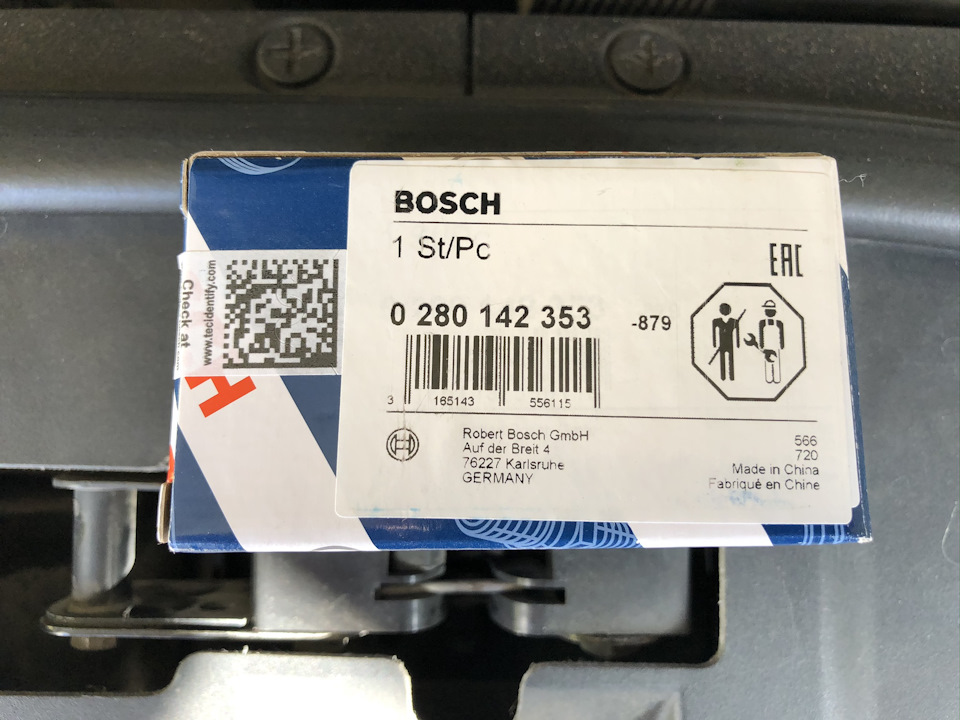 BOSCH
1 St/Pc
EAC
0 280 142 353 -879
3 165143 556115
Robert Bosch GmbH
Auf der Breit 4
76227 Karlsruhe
GERMANY
566
720
Made in China
Fabriqué en Chine
Check at
www.tecidentify.com
H